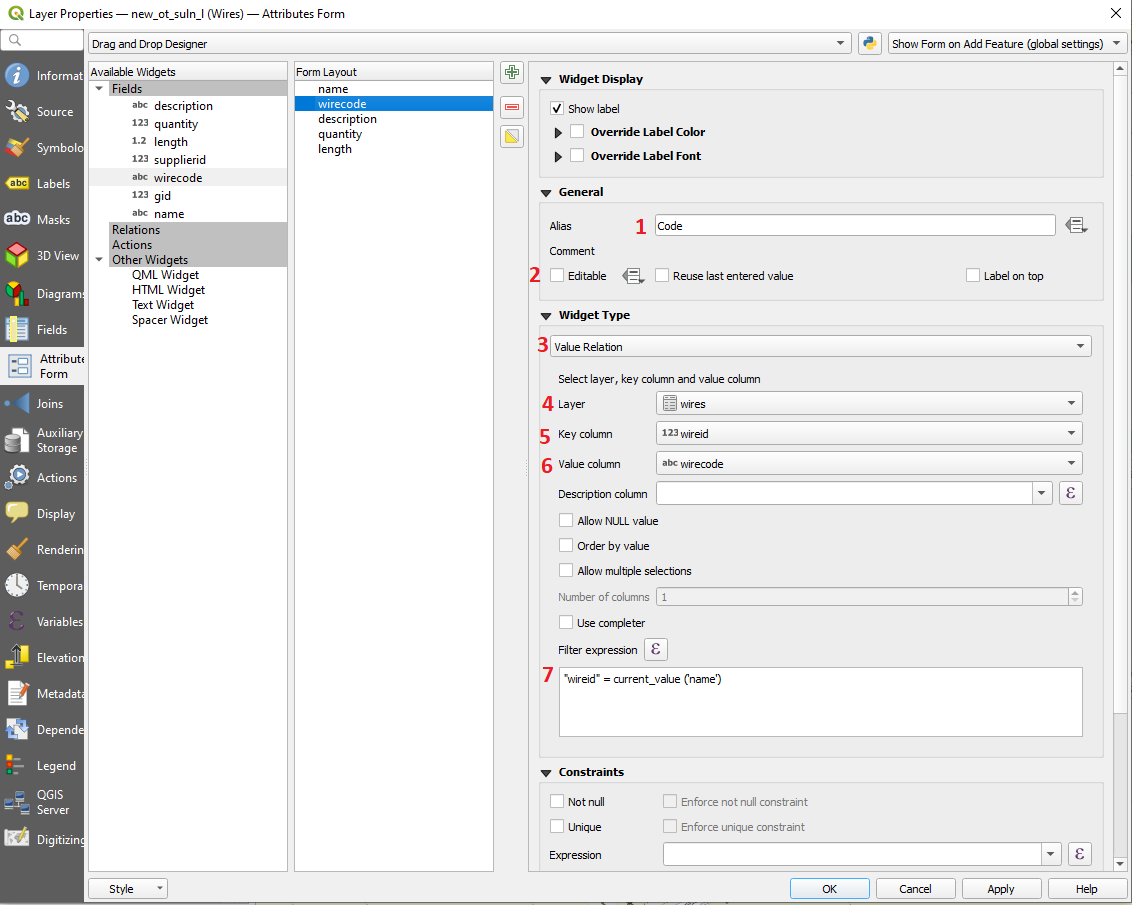 Layer Properties — new_ot_suln_l (Wires) — Attributes Form
Drag and Drop Designer
Show Form on Add Feature (global settings)
Informat
Source
Symbolo
Labels
Masks
3D View
Diagrams
Fields
Attribute
Form
Joins
Auxiliary
Storage
Actions
Display
Renderin
Tempora
Variables
Elevation
Metadata
Depende
Legend
QGIS
Server
Digitizing
Available Widgets
Fields
abc description
123 quantity
1.2 length
123 supplierid
abc wirecode
123 gid
abc name
Relations
Actions
Other Widgets
QML Widget
HTML Widget
Text Widget
Spacer Widget
Form Layout
name
wirecode
description
quantity
length
Widget Display
Show label
Override Label Color
Override Label Font
General
Alias 1 Code
Comment
2 Editable Reuse last entered value Label on top
Widget Type
3 Value Relation
Select layer, key column and value column
4 Layer wires
5 Key column 123 wireid
6 Value column abc wirecode
Description column ε
Allow NULL value
Order by value
Allow multiple selections
Number of columns 1
Use completer
Filter expression ε
7 "wireid" = current_value ('name')
Constraints
Not null Enforce not null constraint
Unique Enforce unique constraint
Expression ε
Style OK Cancel Apply Help